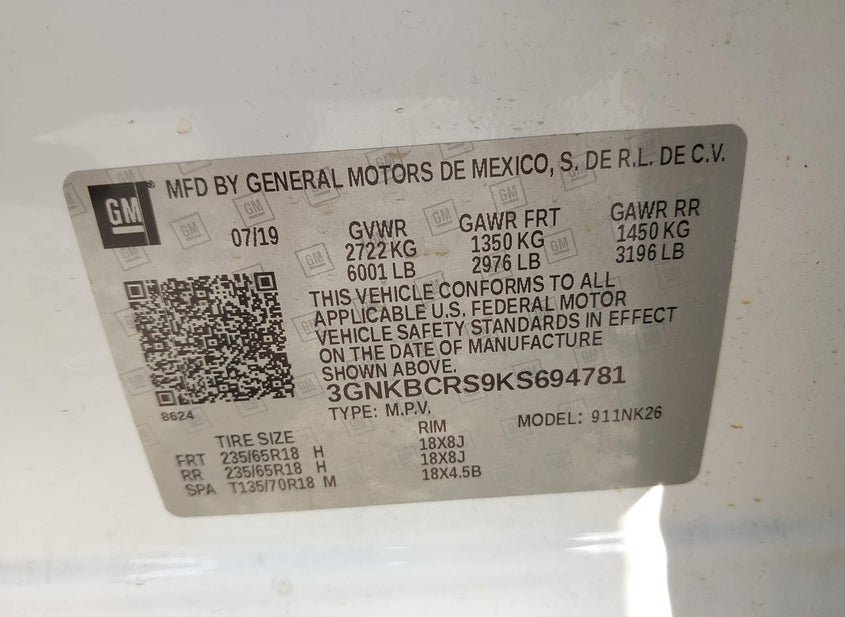 GM® MFD BY GENERAL MOTORS DE MEXICO, S. DE R.L. DE C.V.
07/19 GVWR GAWR FRT GAWR RR
2722 KG 1350 KG 1450 KG
6001 LB 2976 LB 3196 LB
THIS VEHICLE CONFORMS TO ALL
APPLICABLE U.S. FEDERAL MOTOR
VEHICLE SAFETY STANDARDS IN EFFECT
ON THE DATE OF MANUFACTURE
SHOWN ABOVE.
3GNKBCRS9KS694781
8624
TYPE: M.P.V. MODEL: 911NK26
TIRE SIZE RIM
FRT 235/65R18 H 18X8J
RR 235/65R18 H 18X8J
SPA T135/70R18 M 18X4.5B